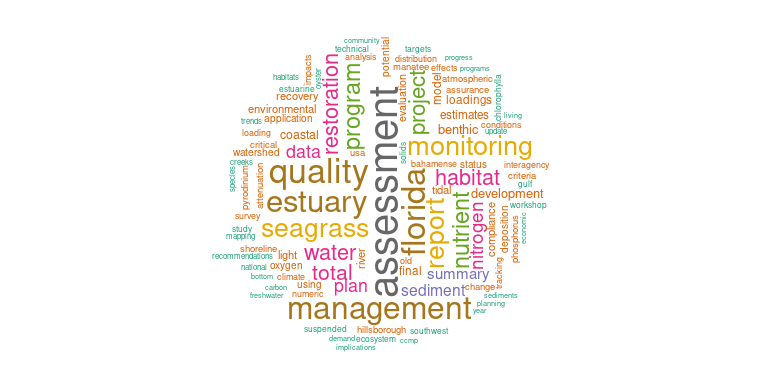 community
technical
targets
potential
analysis
distribution
progress
impacts
manatee
effects
programs
habitats
oyster
restoration
program
evaluation
project
model
atmospheric
estuarine
assurance
chlorophylla
recovery
loadings
environmental
estimates
living
trends
application
conditions
loading
coastal
benthic
update
critical
data
usa
assessment
solids
monitoring
watershed
creeks
quality
bahamense
status
interagency
species
pyrodinium
attenuation
florida
habitat
criteria
gulf
tidal
development
estuary
report
nutrient
nitrogen
compliance
deposition
workshop
survey
phosphorus
economic
study
seagrass
mapping
shoreline
water
river
recommendations
light
old
national
oxygen
total
final
summary
tracking
bottom
climate
carbon
using
plan
sediment
change
freshwater
numeric
sediments
management
planning
year
suspended
hillsborough
southwest
demand
ecosystem
ccmp
implications